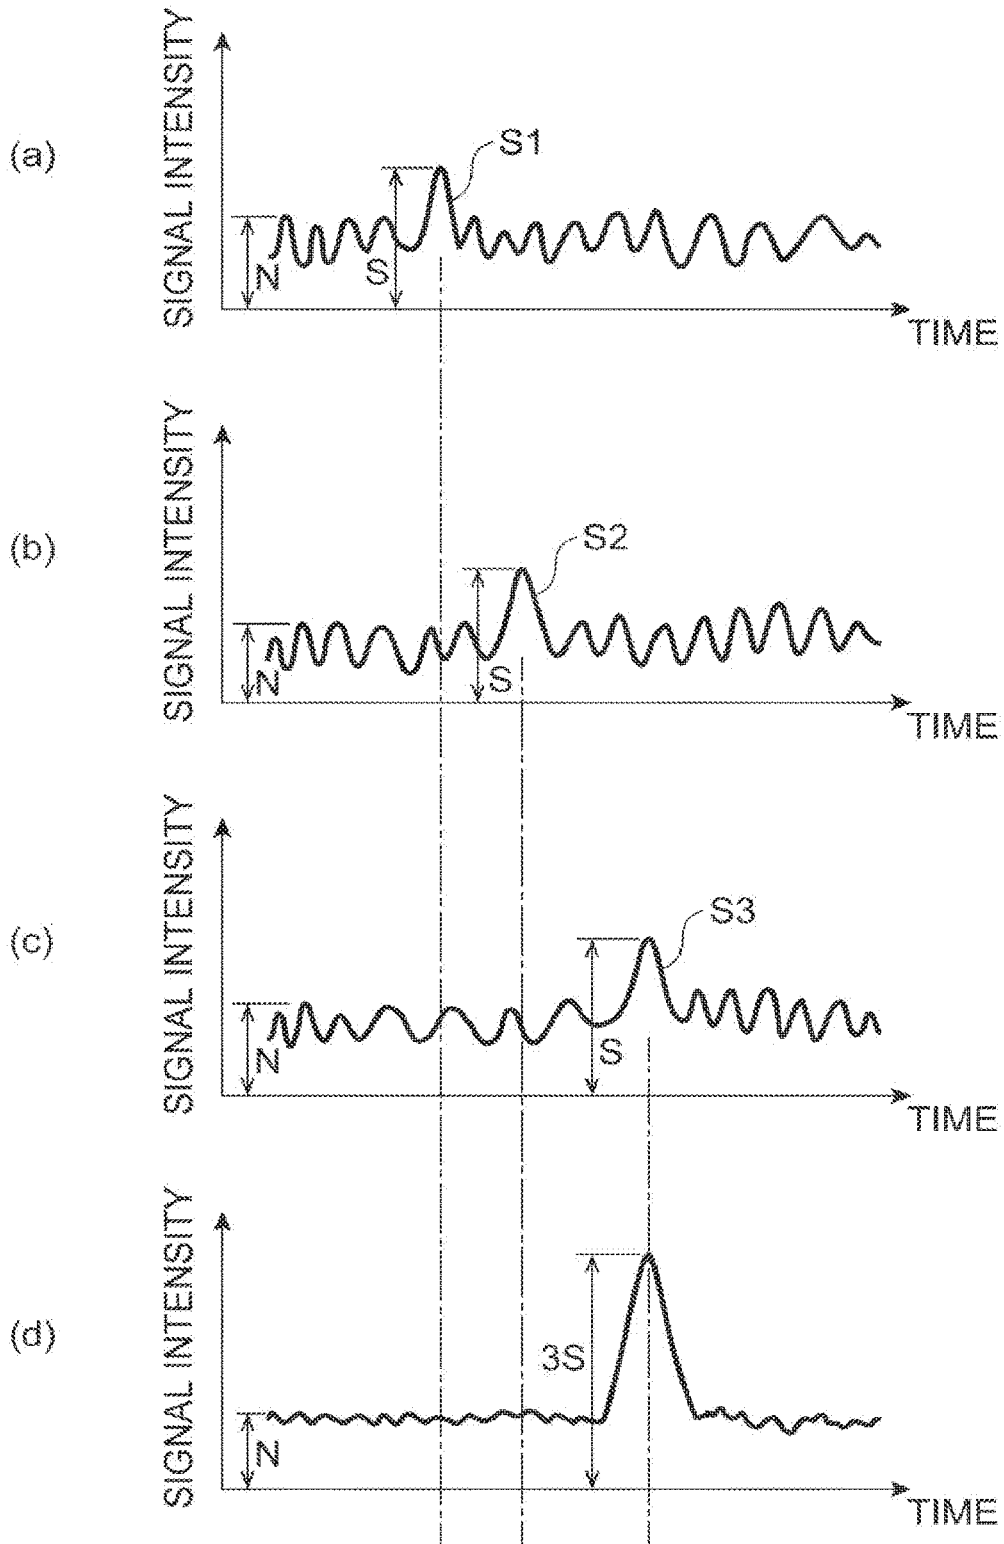 (a)
SIGNAL INTENSITY
S1
N
S
TIME
(b)
SIGNAL INTENSITY
S2
N
S
TIME
(c)
SIGNAL INTENSITY
S3
N
S
TIME
(d)
SIGNAL INTENSITY
3S
N
TIME